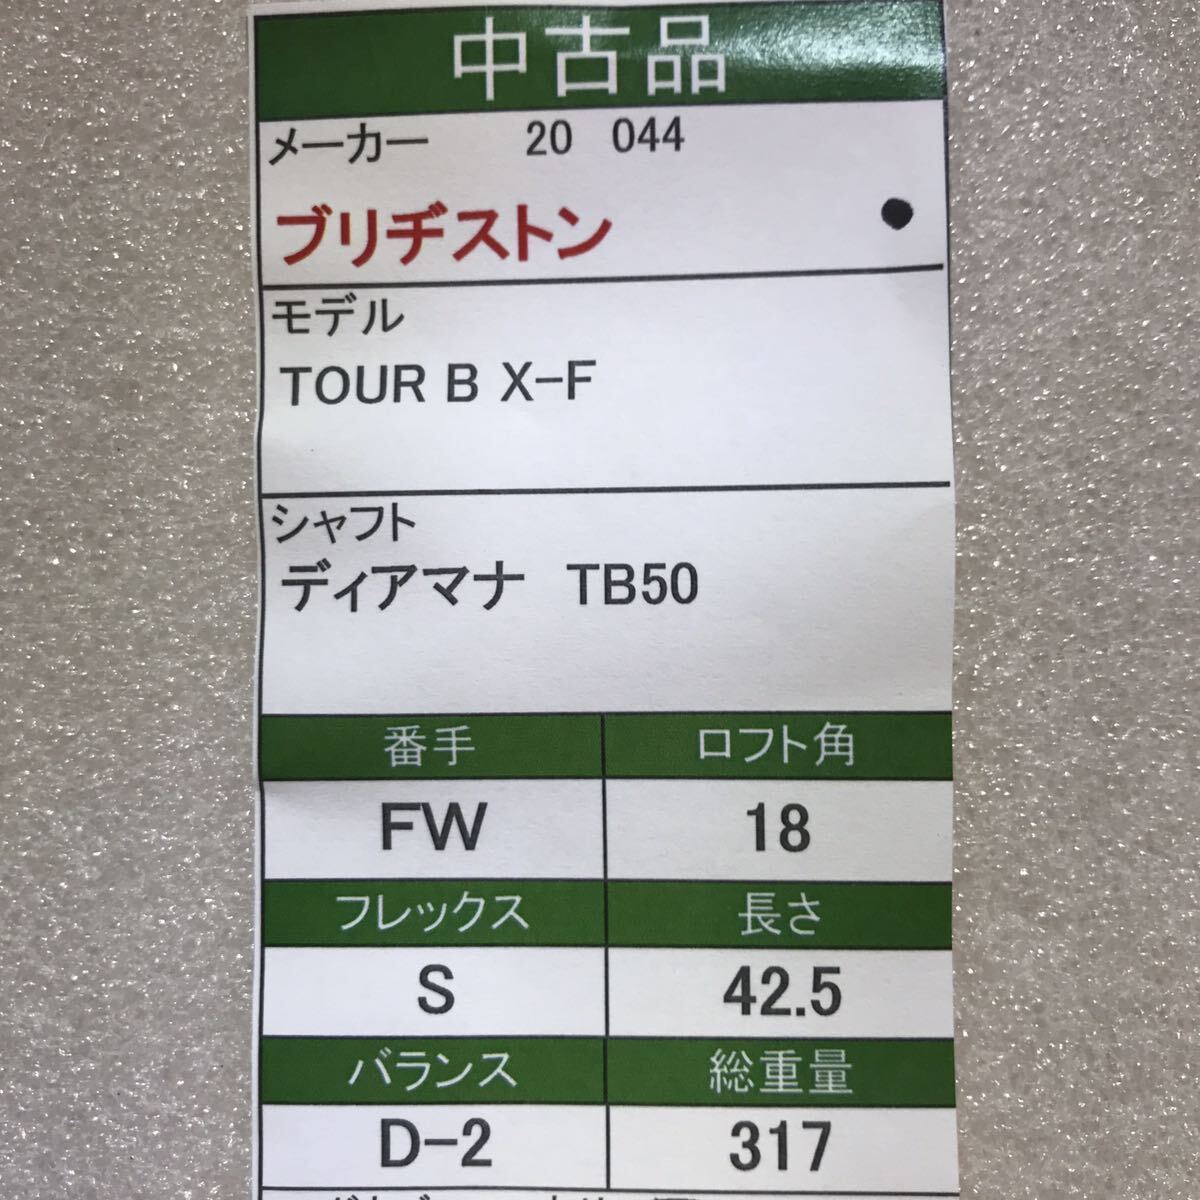 中古品
メーカー 20 044
ブリヂストン
モデル
TOUR B X-F
シャフト
ディアマナ TB50
番手 ロフト角
FW 18
フレックス 長さ
S 42.5
バランス 総重量
D-2 317